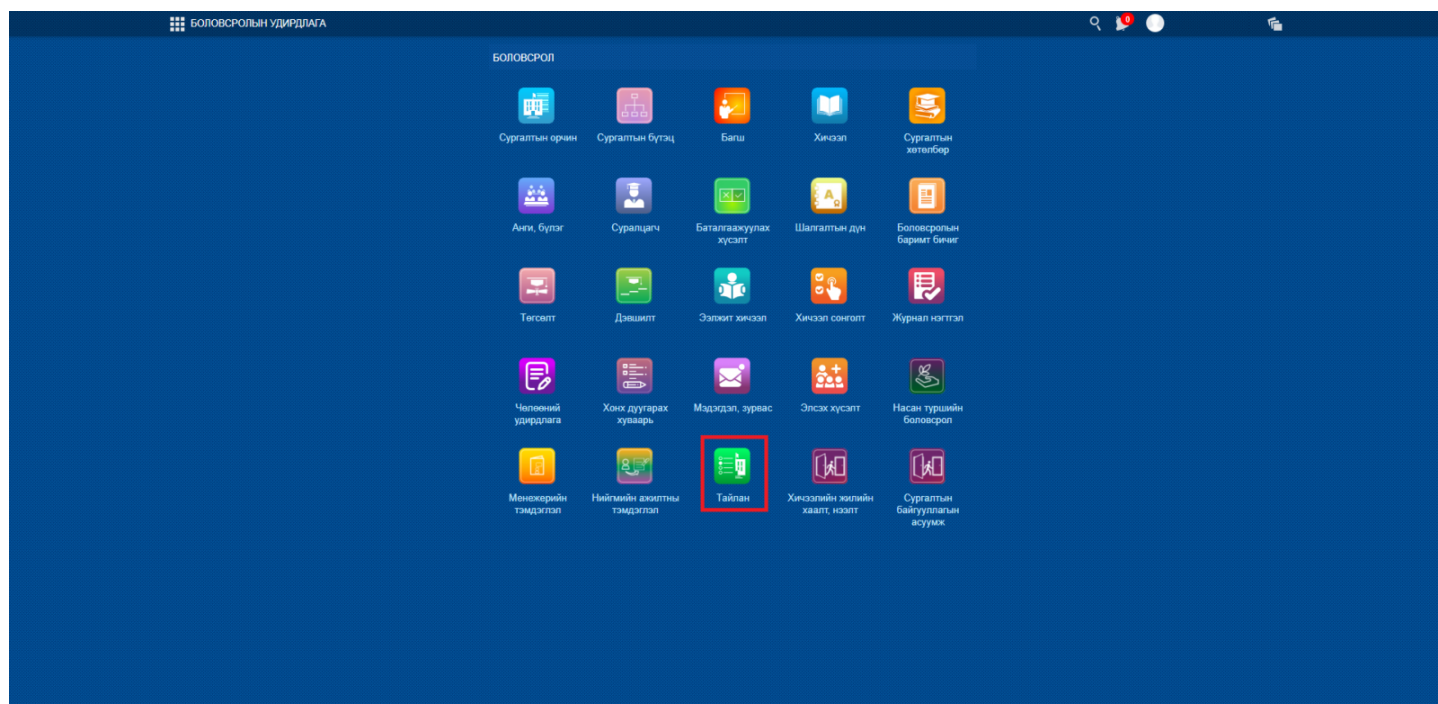 БОЛОВСРОЛЫН УДИРДЛАГА
0
БОЛОВСРОЛ
Сургалтын орчин
Сургалтын бүтэц
Багш
Хичээл
Сургалтын
хөтөлбөр
Анги, бүлэг
Суралцагч
Баталгаажуулах
хүсэлт
Шалгалтын дүн
Боловсролын
баримт бичиг
Төгсөлт
Дэвшилт
Ээлжит хичээл
Хичээл сонголт
Журнал нэгтгэл
Чөлөөний
удирдлага
Хонх дуугарах
хуваарь
Мэдэгдэл, зурвас
Элсэх хүсэлт
Насан туршийн
боловсрол
Менежерийн
тэмдэглэл
Нийгмийн ажилтны
тэмдэглэл
Тайлан
Хичээлийн жилийн
хаалт, нээлт
Сургалтын
байгууллагын
асуумж